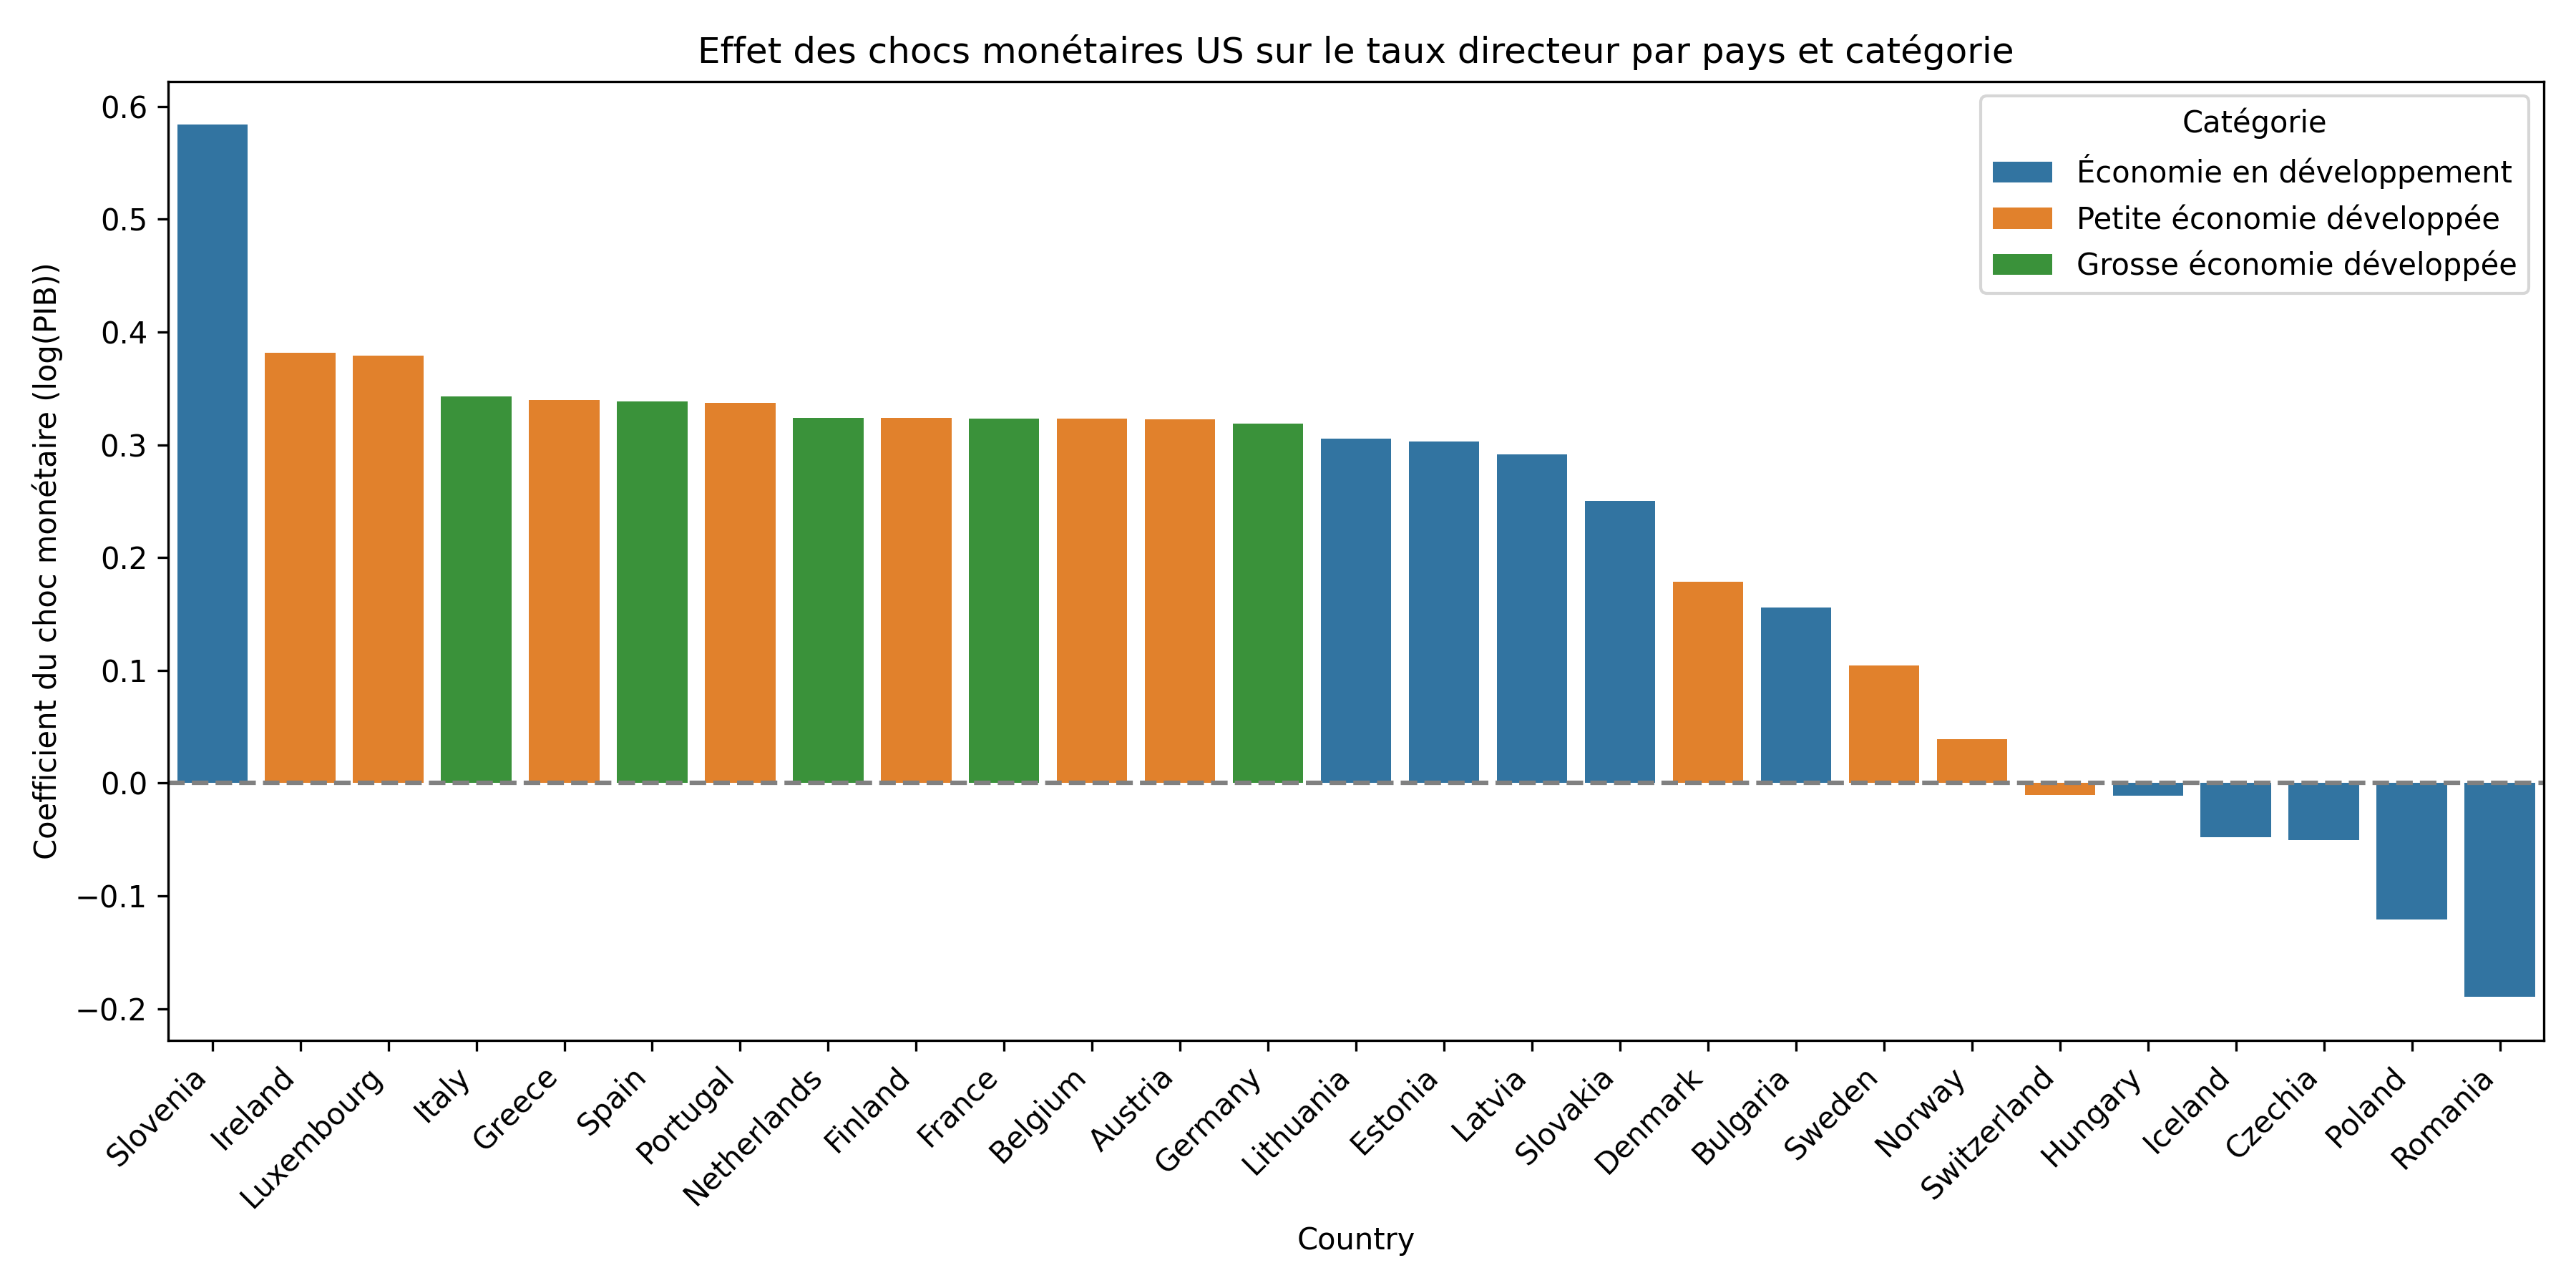 Effet des chocs monétaires US sur le taux directeur par pays et catégorie
Coefficient du choc monétaire (log(PIB))
0.6
0.5
0.4
0.3
0.2
0.1
0.0
−0.1
−0.2
Catégorie
Économie en développement
Petite économie développée
Grosse économie développée
Slovenia
Ireland
Luxembourg
Italy
Greece
Spain
Portugal
Netherlands
Finland
France
Belgium
Austria
Germany
Lithuania
Estonia
Latvia
Slovakia
Denmark
Bulgaria
Sweden
Norway
Switzerland
Hungary
Iceland
Czechia
Poland
Romania
Country